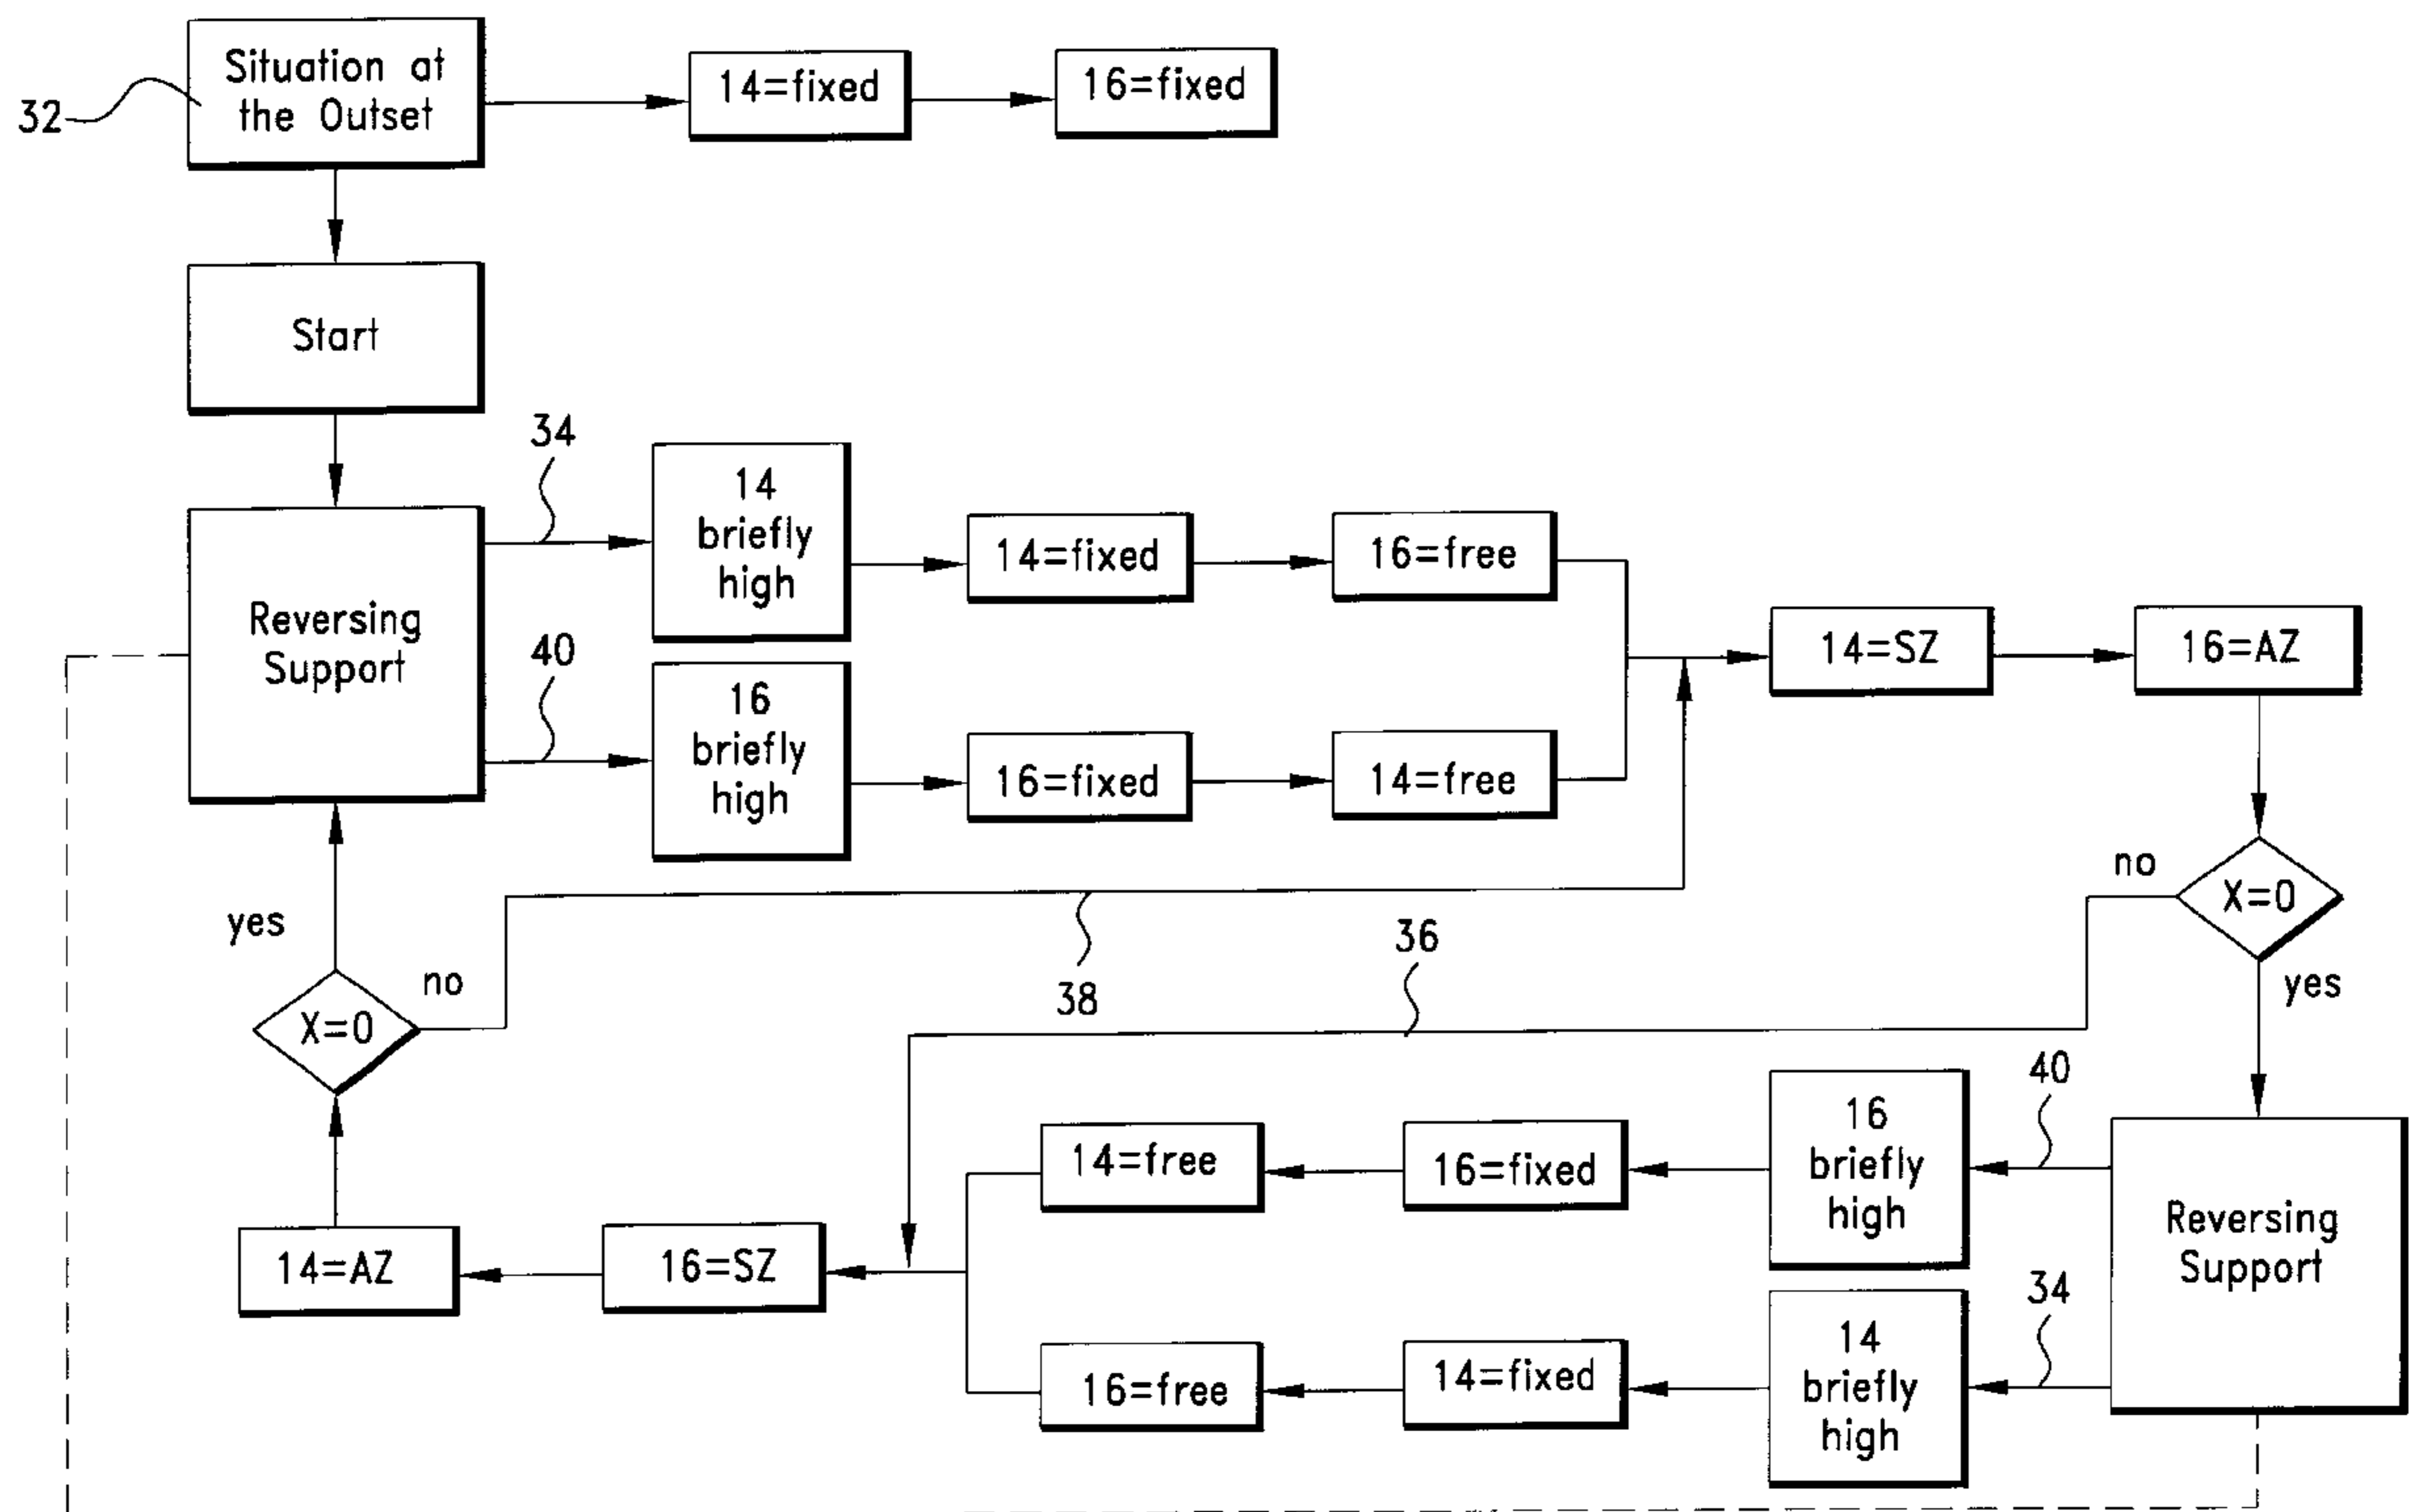 Situation at
the Outset
14=fixed
16=fixed
32
Start
34
14
briefly
high
14=fixed
16=free
Reversing
Support
40
16
briefly
high
16=fixed
14=free
14=SZ
16=AZ
no
X=0
yes
yes
no
X=0
38
36
40
16
briefly
high
16=fixed
14=free
Reversing
Support
34
14
briefly
high
14=fixed
16=free
16=SZ
14=AZ